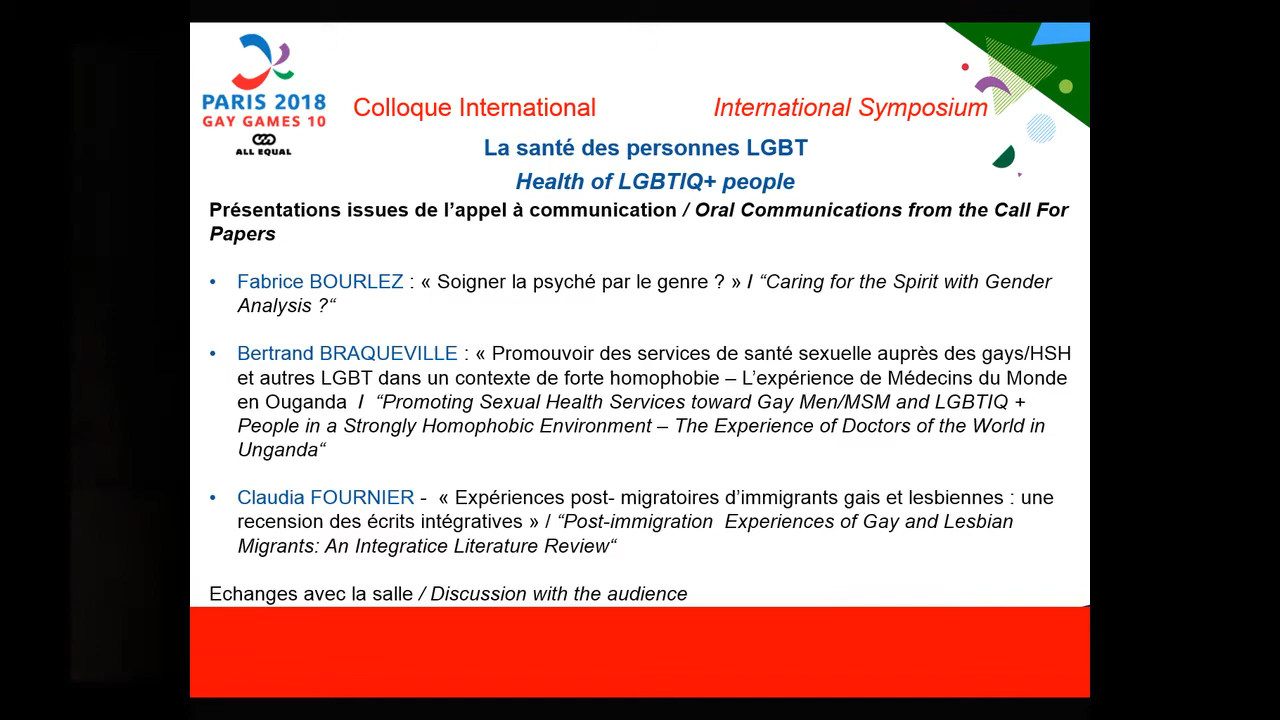 PARIS 2018
GAY GAMES 10
ALL EQUAL
Colloque International
International Symposium
La santé des personnes LGBT
Health of LGBTIQ+ people
Présentations issues de l’appel à communication / Oral Communications from the Call For
Papers
• Fabrice BOURLEZ : « Soigner la psyché par le genre ? » / “Caring for the Spirit with Gender
Analysis ?“
• Bertrand BRAQUEVILLE : « Promouvoir des services de santé sexuelle auprès des gays/HSH
et autres LGBT dans un contexte de forte homophobie – L’expérience de Médecins du Monde
en Ouganda / “Promoting Sexual Health Services toward Gay Men/MSM and LGBTIQ +
People in a Strongly Homophobic Environment – The Experience of Doctors of the World in
Unganda“
• Claudia FOURNIER - « Expériences post- migratoires d’immigrants gais et lesbiennes : une
recension des écrits intégratives » / “Post-immigration Experiences of Gay and Lesbian
Migrants: An Integratice Literature Review“
Echanges avec la salle / Discussion with the audience